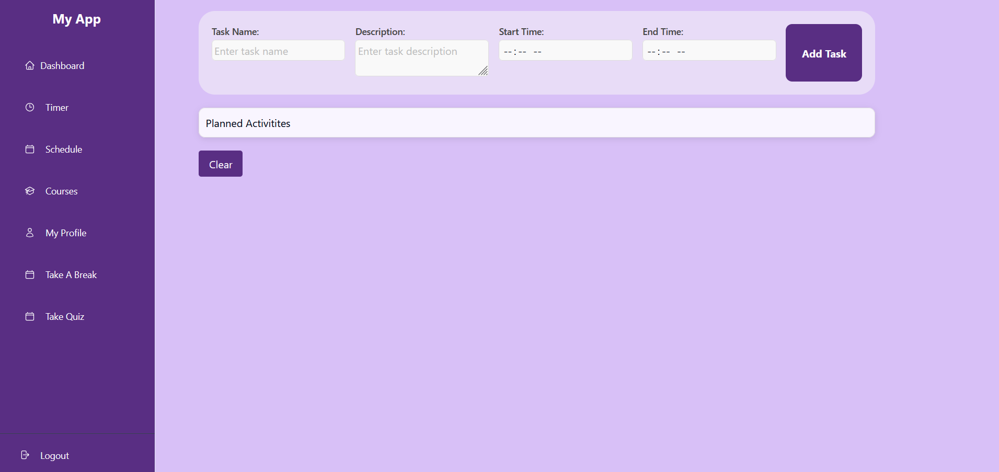 My App
Dashboard
Timer
Schedule
Courses
My Profile
Take A Break
Take Quiz
Logout
Task Name:
Enter task name
Description:
Enter task description
Start Time:
--:-- --
End Time:
--:-- --
Add Task
Planned Activitites
Clear